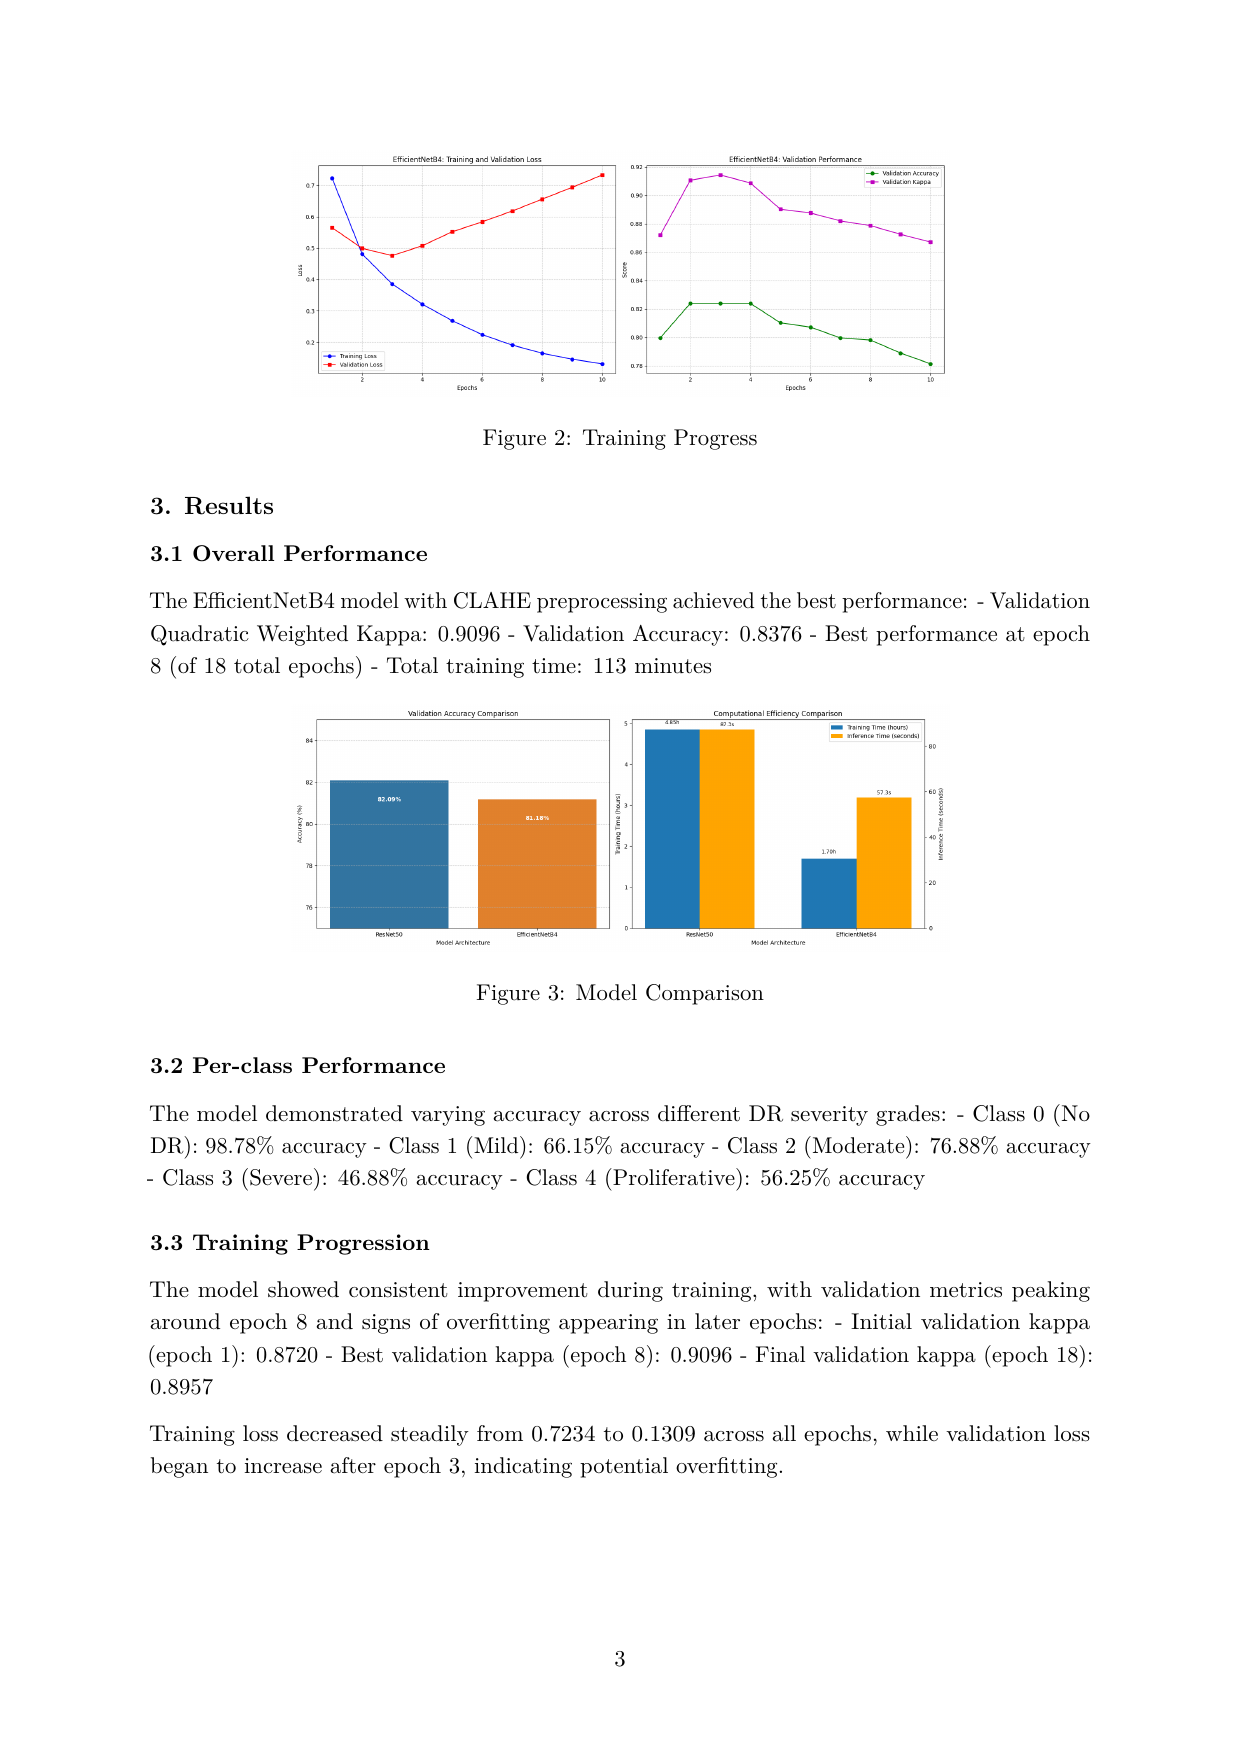 EfficientNetB4: Training and Validation Loss
0.7
0.6
0.5
0.4
0.3
0.2
Loss
Training Loss
Validation Loss
2
4
6
8
10
Epochs
EfficientNetB4: Validation Performance
0.92
0.90
0.88
0.86
0.84
0.82
0.80
0.78
Score
Validation Accuracy
Validation Kappa
2
4
6
8
10
Epochs
Figure 2: Training Progress
3. Results
3.1 Overall Performance
The EfficientNetB4 model with CLAHE preprocessing achieved the best performance: - Validation
Quadratic Weighted Kappa: 0.9096 - Validation Accuracy: 0.8376 - Best performance at epoch
8 (of 18 total epochs) - Total training time: 113 minutes
Validation Accuracy Comparison
84
82
80
78
76
Accuracy (%)
82.09%
81.18%
ResNet50
EfficientNetB4
Model Architecture
Computational Efficiency Comparison
5
4
3
2
1
0
Training Time (hours)
4.85h
87.3s
1.70h
57.3s
Training Time (hours)
Inference Time (seconds)
80
60
40
20
0
Inference Time (seconds)
ResNet50
EfficientNetB4
Model Architecture
Figure 3: Model Comparison
3.2 Per-class Performance
The model demonstrated varying accuracy across different DR severity grades: - Class 0 (No
DR): 98.78% accuracy - Class 1 (Mild): 66.15% accuracy - Class 2 (Moderate): 76.88% accuracy
- Class 3 (Severe): 46.88% accuracy - Class 4 (Proliferative): 56.25% accuracy
3.3 Training Progression
The model showed consistent improvement during training, with validation metrics peaking
around epoch 8 and signs of overfitting appearing in later epochs: - Initial validation kappa
(epoch 1): 0.8720 - Best validation kappa (epoch 8): 0.9096 - Final validation kappa (epoch 18):
0.8957
Training loss decreased steadily from 0.7234 to 0.1309 across all epochs, while validation loss
began to increase after epoch 3, indicating potential overfitting.
3